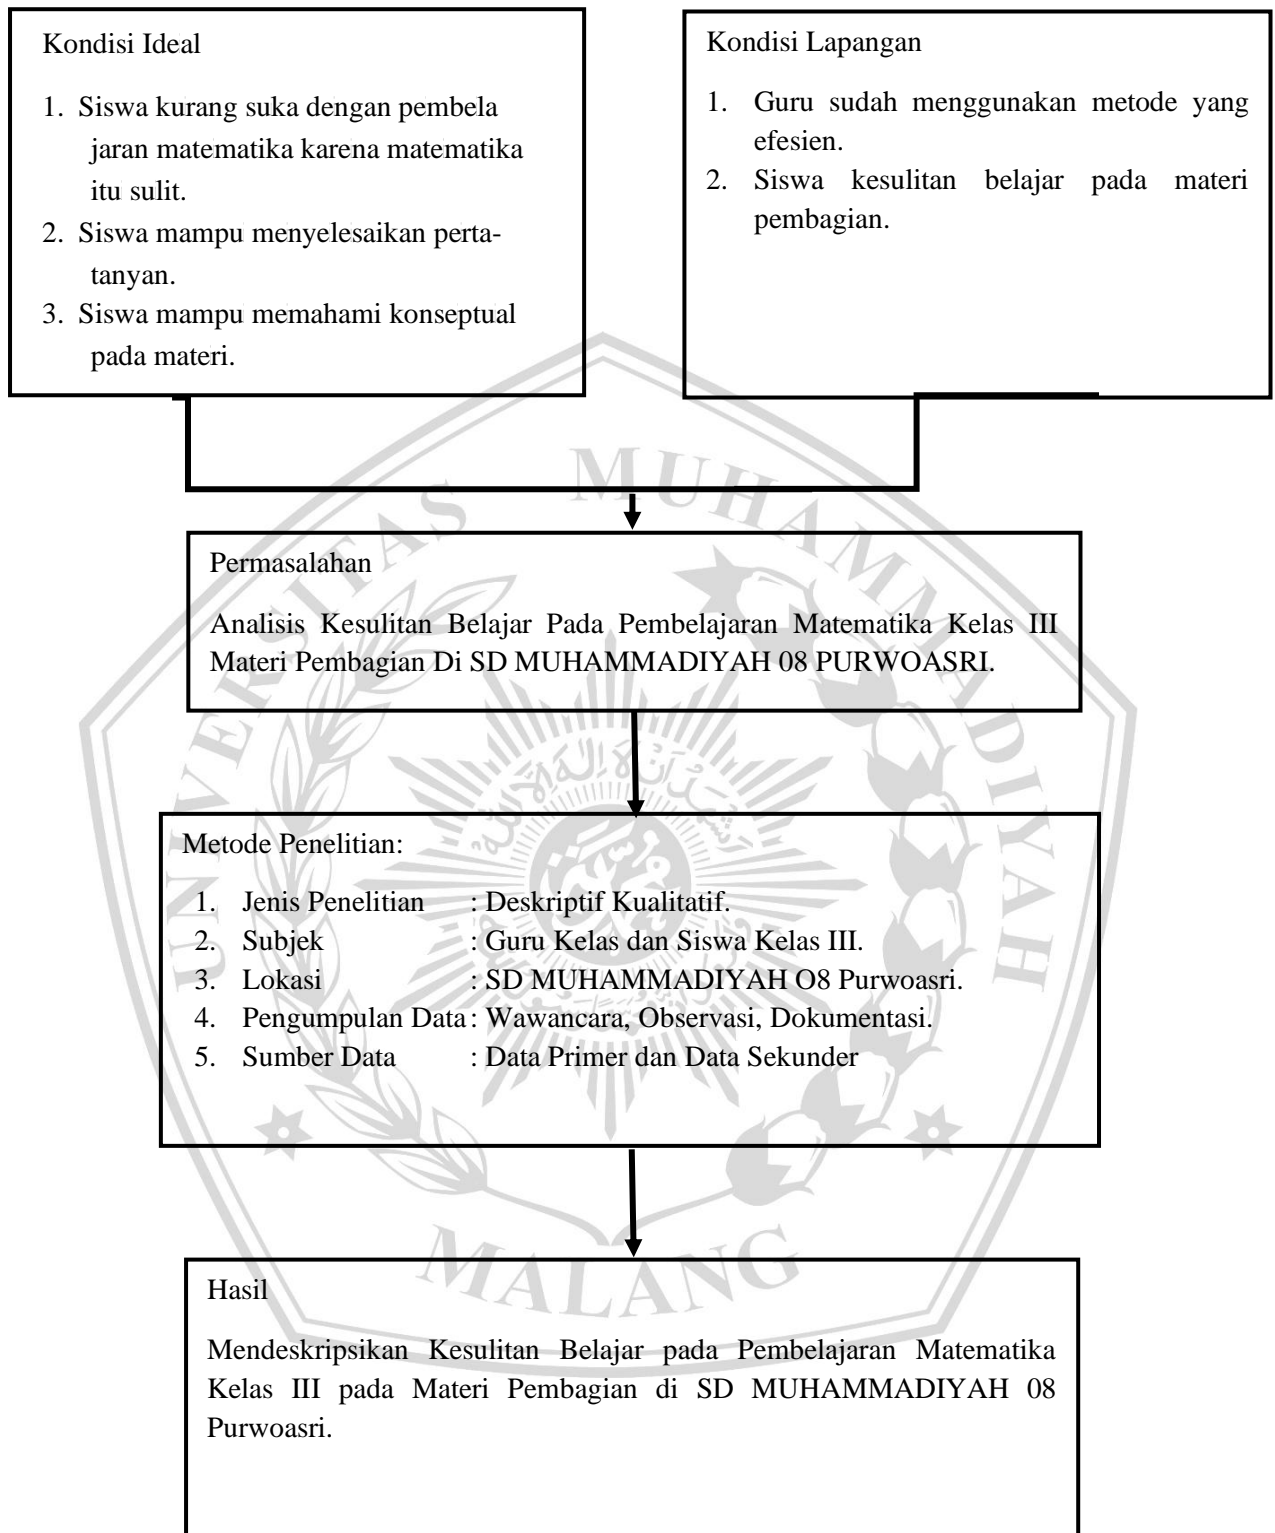 Kondisi Ideal
1. Siswa kurang suka dengan pembela
jaran matematika karena matematika
itu sulit.
2. Siswa mampu menyelesaikan perta-
tanyan.
3. Siswa mampu memahami konseptual
pada materi.
Kondisi Lapangan
1. Guru sudah menggunakan metode yang
efesien.
2. Siswa kesulitan belajar pada materi
pembagian.
Permasalahan
Analisis Kesulitan Belajar Pada Pembelajaran Matematika Kelas III
Materi Pembagian Di SD MUHAMMADIYAH 08 PURWOASRI.
Metode Penelitian:
1. Jenis Penelitian : Deskriptif Kualitatif.
2. Subjek : Guru Kelas dan Siswa Kelas III.
3. Lokasi : SD MUHAMMADIYAH O8 Purwoasri.
4. Pengumpulan Data : Wawancara, Observasi, Dokumentasi.
5. Sumber Data : Data Primer dan Data Sekunder
Hasil
Mendeskripsikan Kesulitan Belajar pada Pembelajaran Matematika
Kelas III pada Materi Pembagian di SD MUHAMMADIYAH 08
Purwoasri.
UNIVERSITAS MUHAMMADIYAH
MALANG